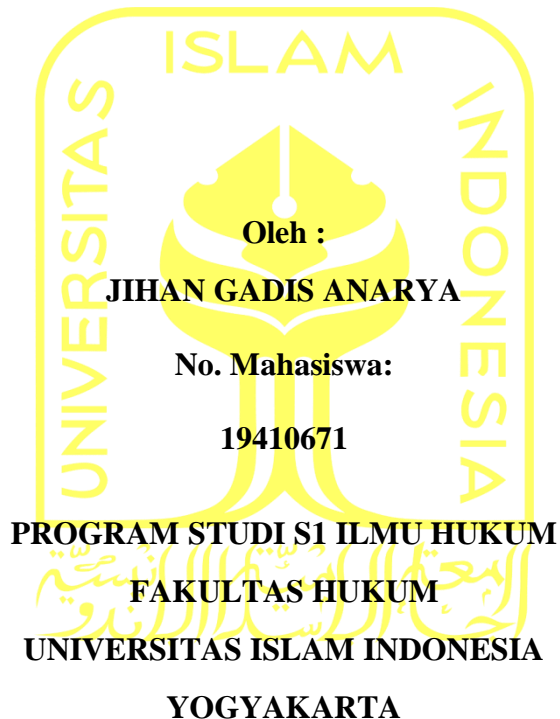 ISLAM
UNIVERSITAS
INDONESIA
Oleh :
JIHAN GADIS ANARYA
No. Mahasiswa:
19410671
PROGRAM STUDI S1 ILMU HUKUM
FAKULTAS HUKUM
UNIVERSITAS ISLAM INDONESIA
YOGYAKARTA